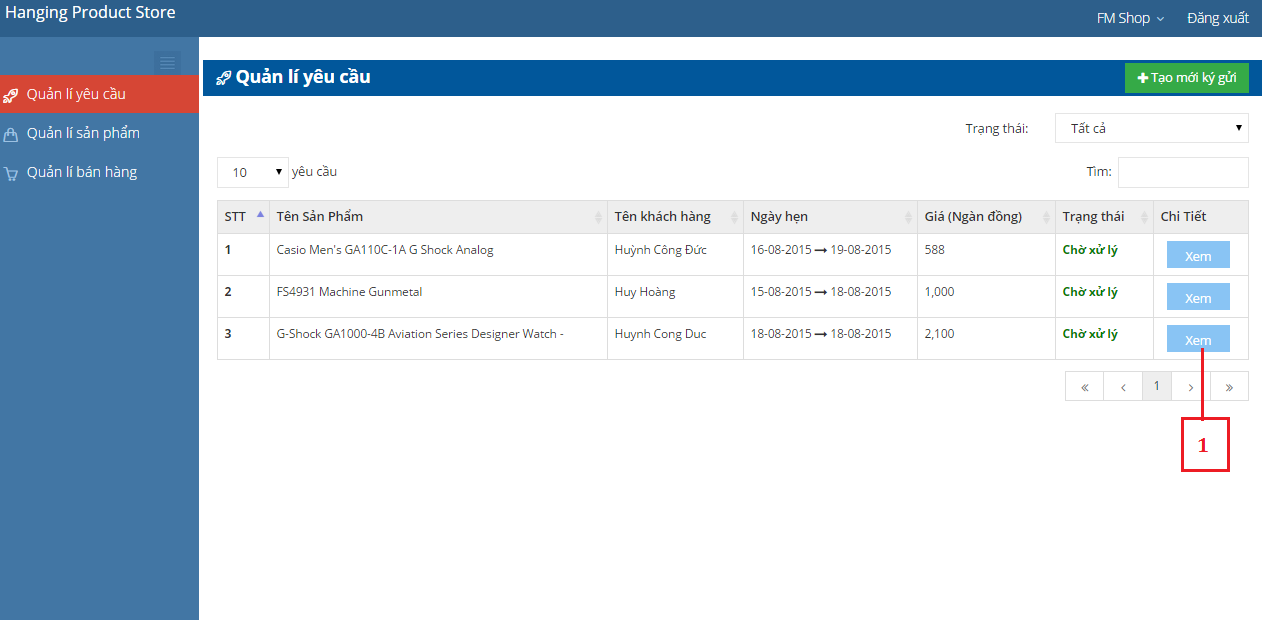 Hanging Product Store
FM Shop Đăng xuất
Quản lí yêu cầu
Quản lí sản phẩm
Quản lí bán hàng
Quản lí yêu cầu
Tạo mới ký gửi
Trạng thái: Tất cả
10 yêu cầu Tìm:
STT Tên Sản Phẩm Tên khách hàng Ngày hẹn Giá (Ngàn đồng) Trạng thái Chi Tiết
1 Casio Men's GA110C-1A G Shock Analog Huỳnh Công Đức 16-08-2015 ➞ 19-08-2015 588 Chờ xử lý Xem
2 FS4931 Machine Gunmetal Huy Hoàng 15-08-2015 ➞ 18-08-2015 1,000 Chờ xử lý Xem
3 G-Shock GA1000-4B Aviation Series Designer Watch - Huynh Cong Duc 18-08-2015 ➞ 18-08-2015 2,100 Chờ xử lý Xem
« ‹ 1 › »
1